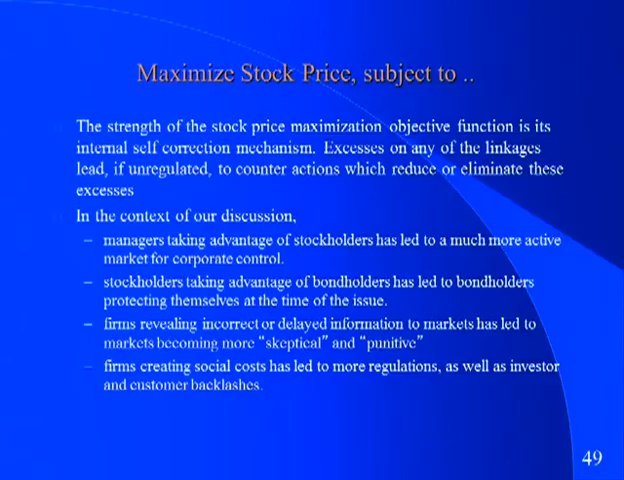 Maximize Stock Price, subject to ..
The strength of the stock price maximization objective function is its
internal self correction mechanism. Excesses on any of the linkages
lead, if unregulated, to counter actions which reduce or eliminate these
excesses
In the context of our discussion,
– managers taking advantage of stockholders has led to a much more active
market for corporate control.
– stockholders taking advantage of bondholders has led to bondholders
protecting themselves at the time of the issue.
– firms revealing incorrect or delayed information to markets has led to
markets becoming more “skeptical” and “punitive”
– firms creating social costs has led to more regulations, as well as investor
and customer backlashes.
49